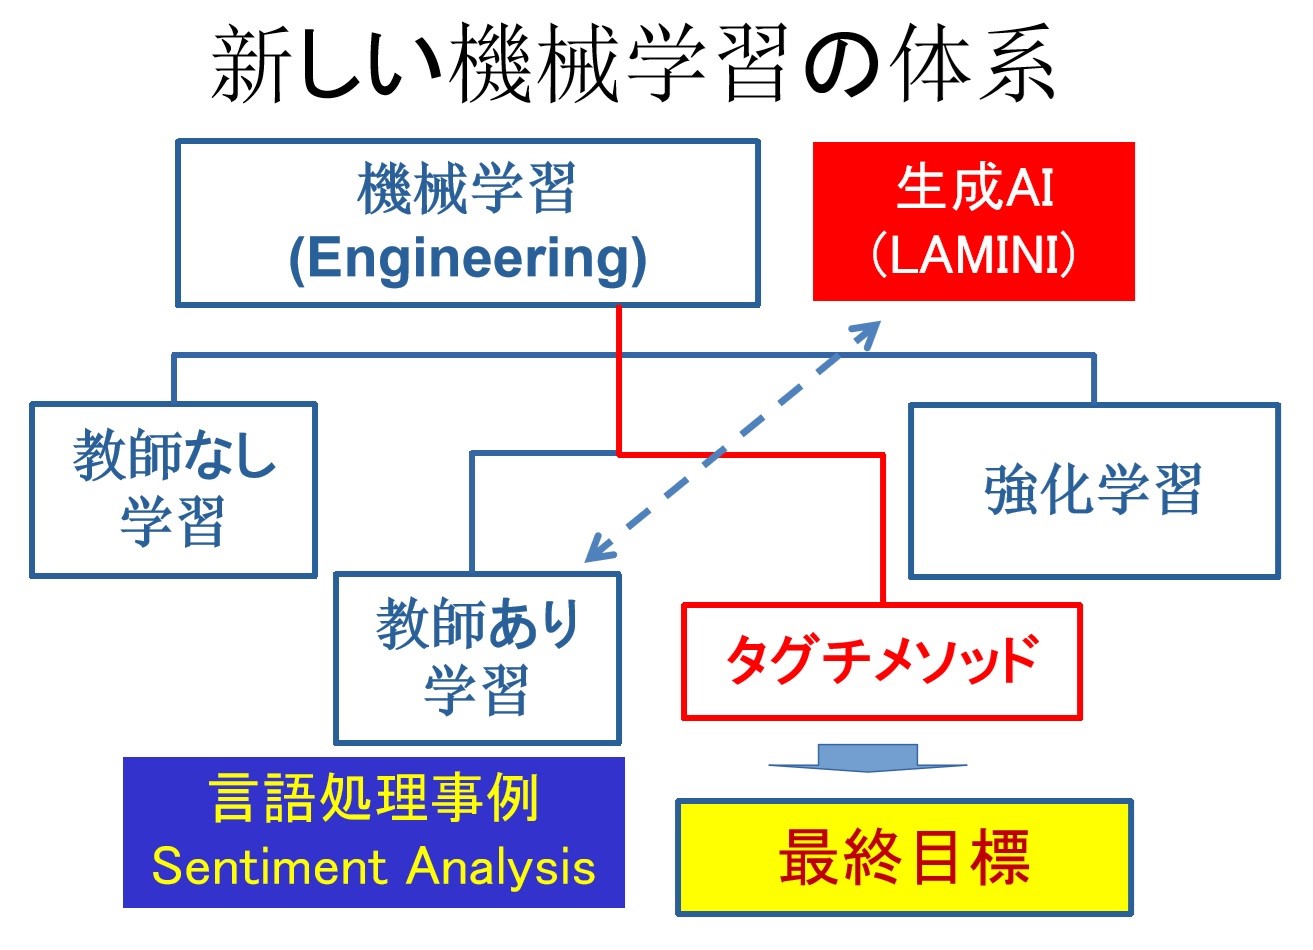 新しい機械学習の体系
機械学習
(Engineering)
生成AI
(LAMINI)
教師なし
学習
強化学習
教師あり
学習
タグチメソッド
言語処理事例
Sentiment Analysis
最終目標